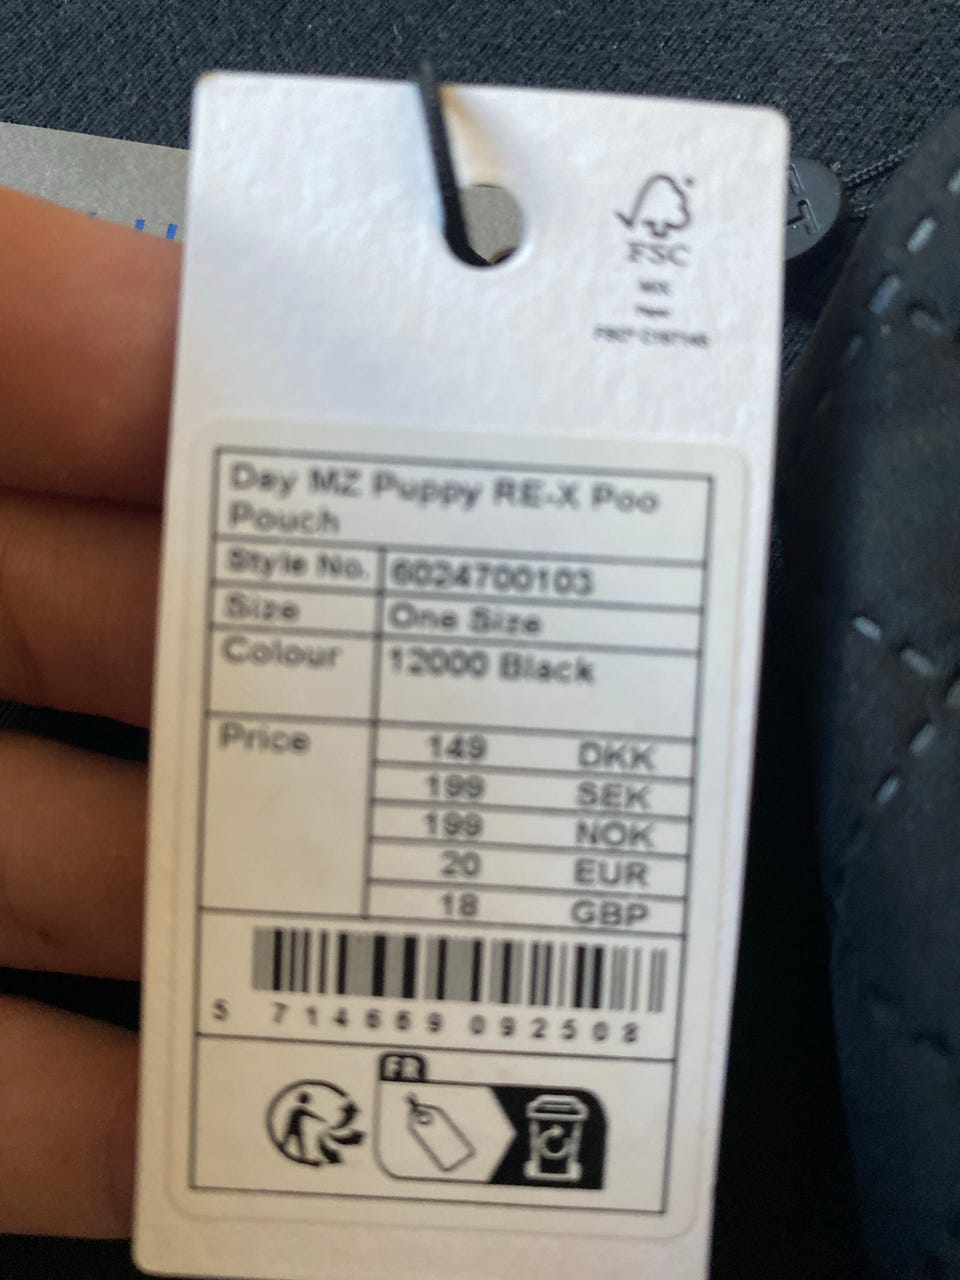 FSC
MIX
Day MZ Puppy RE-X Poo
Pouch
Style No. 6024700103
Size One Size
Colour 12000 Black
Price 149 DKK
199 SEK
199 NOK
20 EUR
18 GBP
5 714669 092508
FR